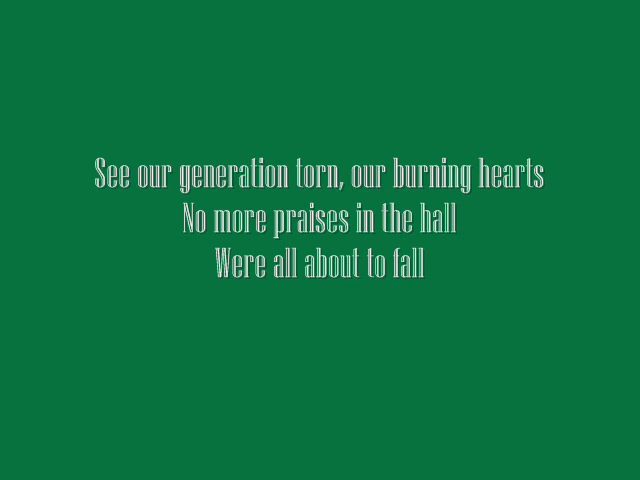 See our generation torn, our burning hearts
No more praises in the hall
Were all about to fall